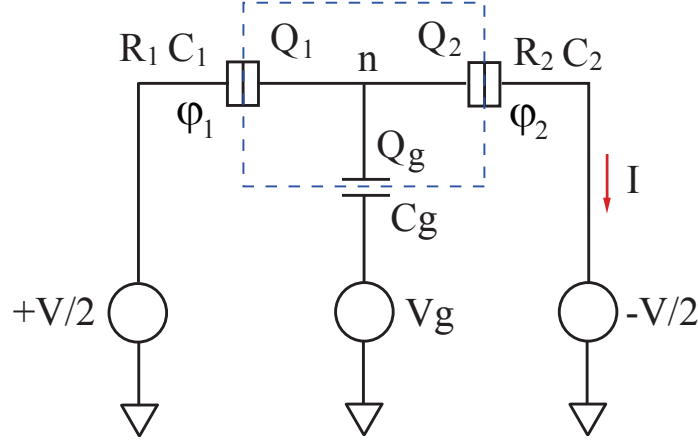 Q₁ n Q₂
R₁ C₁
R₂ C₂
φ₁
φ₂
Qg
Cg
I
+V/2
Vg
-V/2